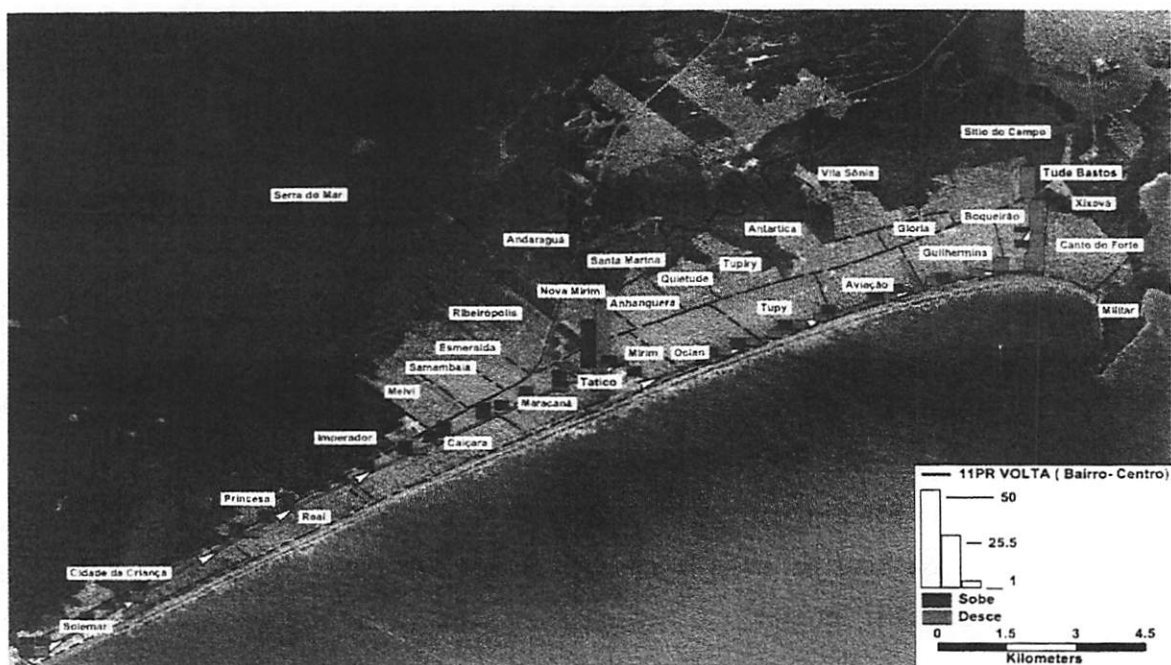 Sítio do Campo
Vila Sônia
Tude Bastos
Serra do Mar
Xixová
Boqueirão
Antartica
Glória
Andaraguá
Canto do Forte
Guilhermina
Santa Marina
Tupiry
Quietude
Aviação
Nova Mirim
Anhanguera
Ribeirópolis
Tupy
Militar
Esmeralda
Mirim
Ocian
Samambaia
Tatico
Melvi
Maracanã
Imperador
Caiçara
Princesa
Real
Cidade da Criança
Solemar
11PR VOLTA ( Bairro- Centro)
50
25.5
1
Sobe
Desce
0 1.5 3 4.5
Kilometers